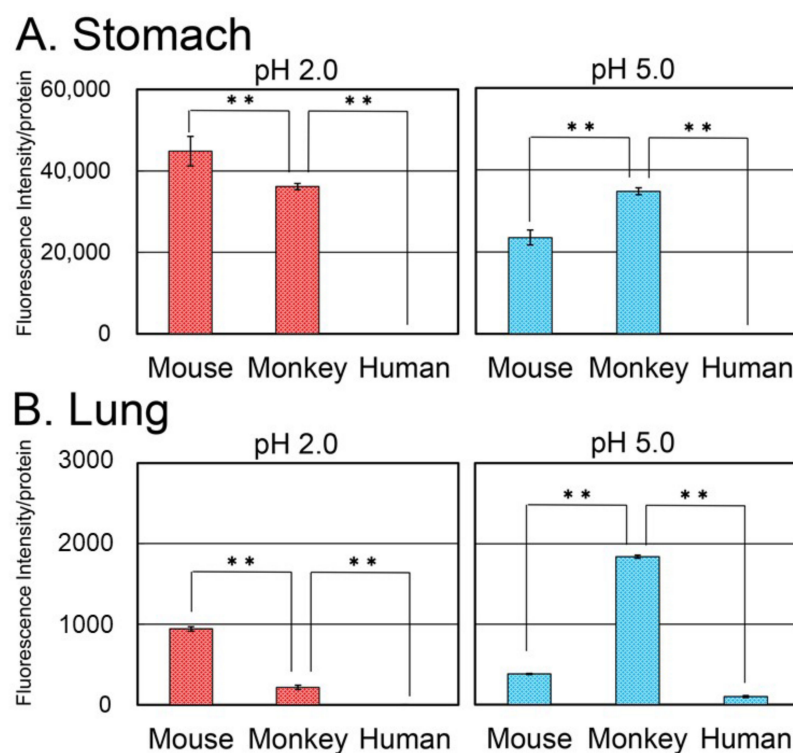 A. Stomach
pH 2.0
pH 5.0
Fluorescence Intensity/protein
60,000
40,000
20,000
0
** **
** **
Mouse Monkey Human
Mouse Monkey Human
B. Lung
pH 2.0
pH 5.0
Fluorescence Intensity/protein
3000
2000
1000
0
** **
** **
Mouse Monkey Human
Mouse Monkey Human